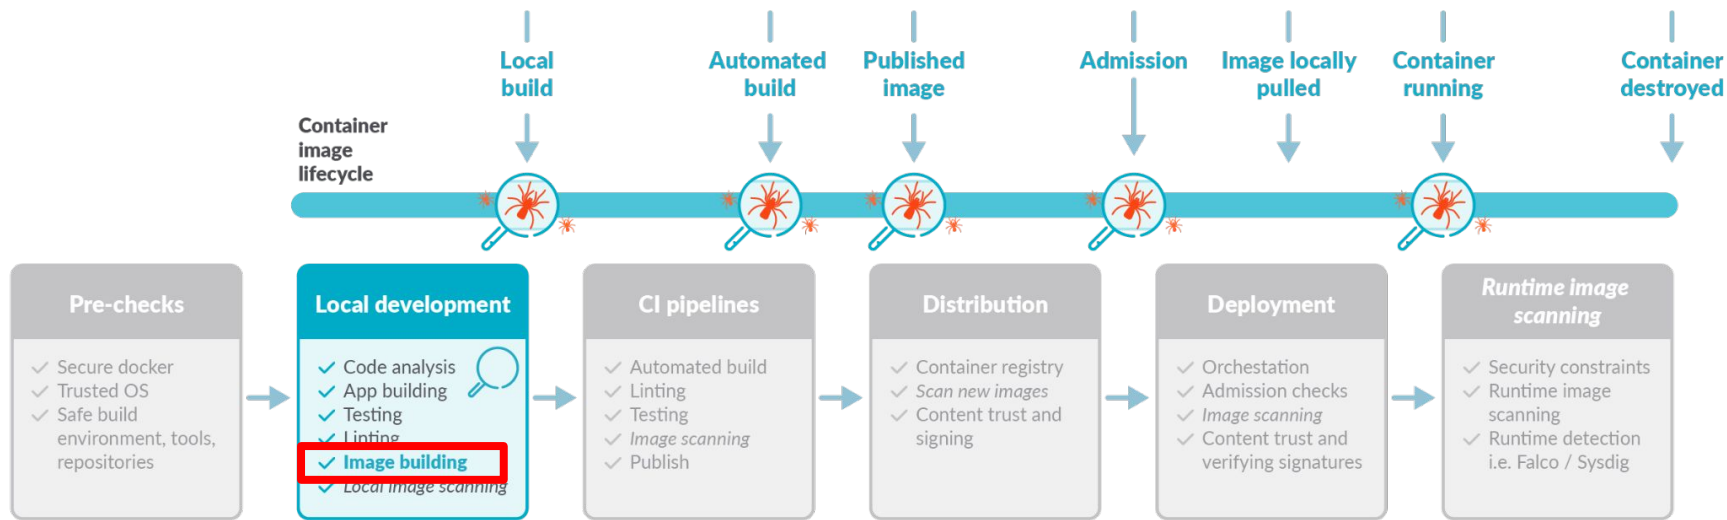 Local
build
Automated
build
Published
image
Admission
Image locally
pulled
Container
running
Container
destroyed
Container
image
lifecycle
Pre-checks
Secure docker
Trusted OS
Safe build
environment, tools,
repositories
Local development
Code analysis
App building
Testing
Linting
Image building
Local image scanning
CI pipelines
Automated build
Linting
Testing
Image scanning
Publish
Distribution
Container registry
Scan new images
Content trust and
signing
Deployment
Orchestation
Admission checks
Image scanning
Content trust and
verifying signatures
Runtime image
scanning
Security constraints
Runtime image
scanning
Runtime detection
i.e. Falco / Sysdig